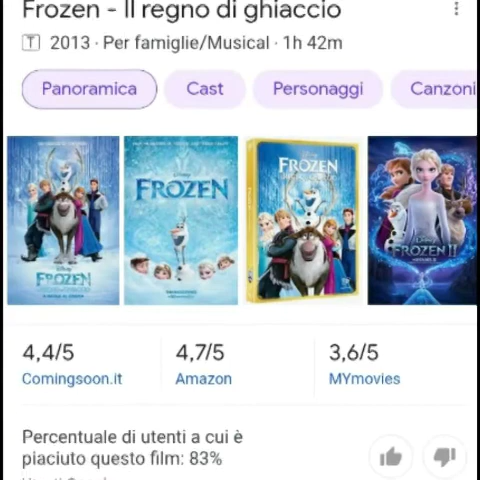 Frozen - Il regno di ghiaccio
T 2013 · Per famiglie/Musical · 1h 42m
Panoramica Cast Personaggi Canzoni
FROZEN
FROZEN
FROZEN
FROZEN II
4,4/5 4,7/5 3,6/5
Comingsoon.it Amazon MYmovies
Percentuale di utenti a cui è
piaciuto questo film: 83%